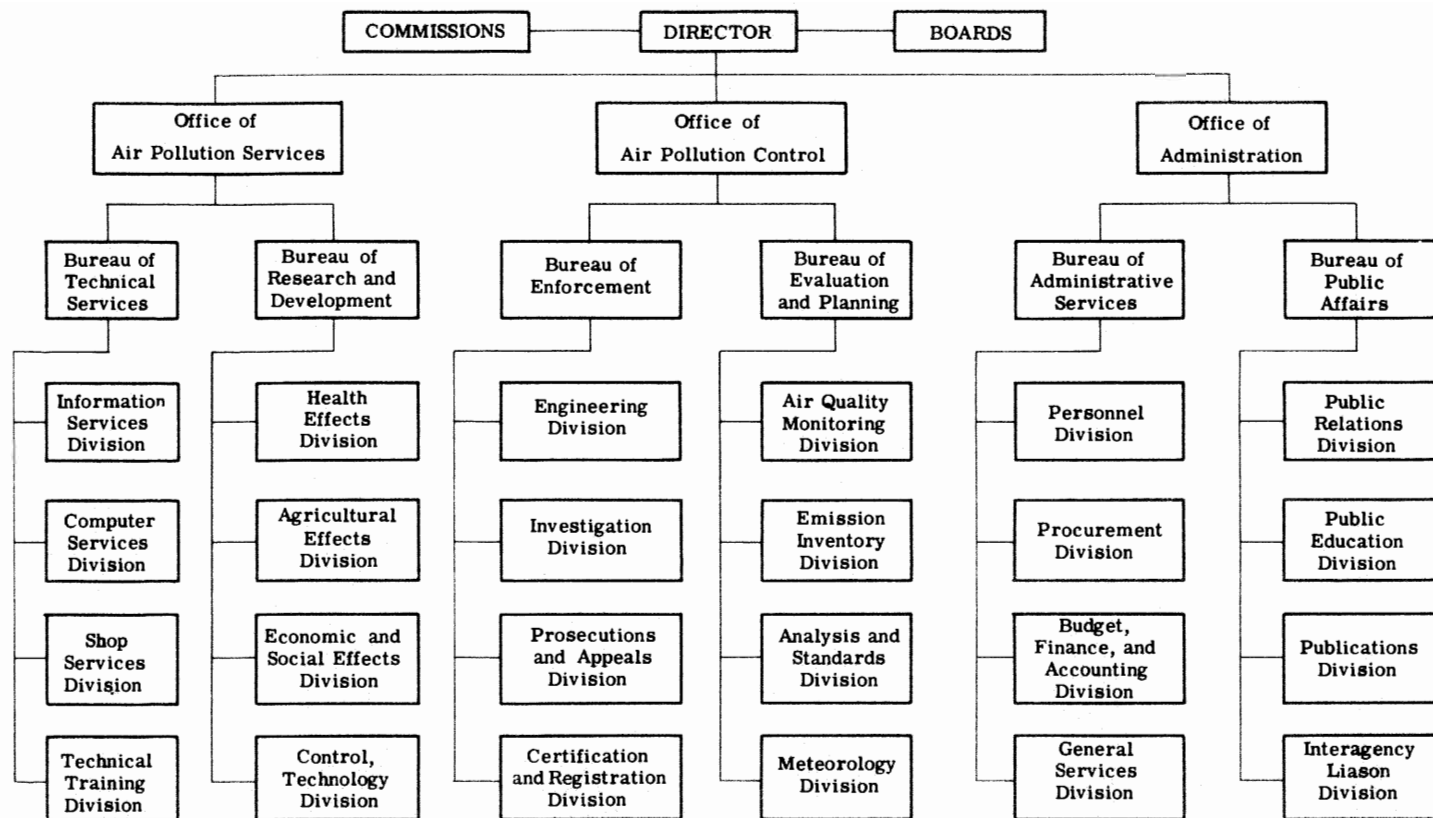 COMMISSIONS
DIRECTOR
BOARDS
Office of
Air Pollution Services
Office of
Air Pollution Control
Office of
Administration
Bureau of
Technical
Services
Bureau of
Research and
Development
Bureau of
Enforcement
Bureau of
Evaluation
and Planning
Bureau of
Administrative
Services
Bureau of
Public
Affairs
Information
Services
Division
Health
Effects
Division
Engineering
Division
Air Quality
Monitoring
Division
Personnel
Division
Public
Relations
Division
Computer
Services
Division
Agricultural
Effects
Division
Investigation
Division
Emission
Inventory
Division
Procurement
Division
Public
Education
Division
Shop
Services
Division
Economic and
Social Effects
Division
Prosecutions
and Appeals
Division
Analysis and
Standards
Division
Budget,
Finance, and
Accounting
Division
Publications
Division
Technical
Training
Division
Control,
Technology
Division
Certification
and Registration
Division
Meteorology
Division
General
Services
Division
Interagency
Liason
Division